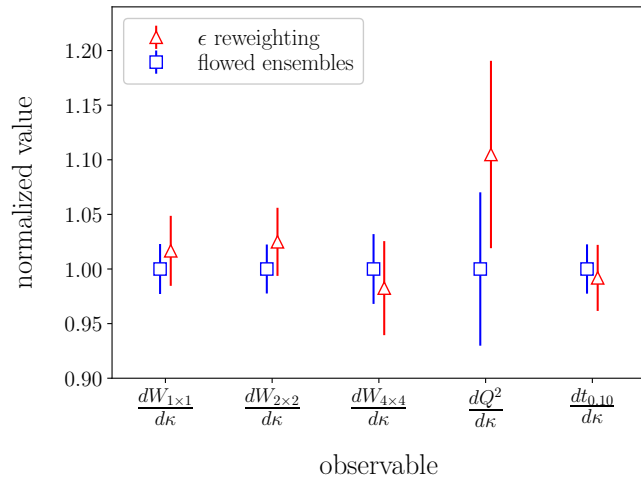 ϵ reweighting
flowed ensembles
normalized value
1.20
1.15
1.10
1.05
1.00
0.95
0.90
dW_{1×1}/dκ
dW_{2×2}/dκ
dW_{4×4}/dκ
dQ^2/dκ
dt_{0.10}/dκ
observable